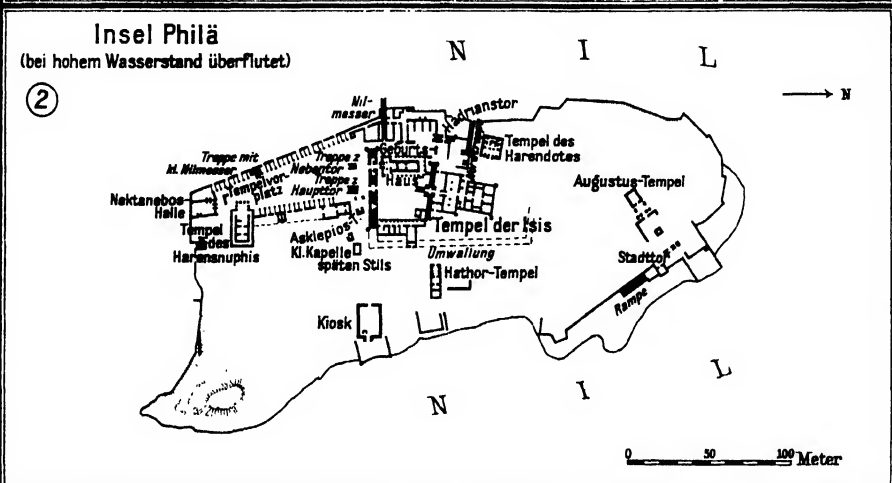 Insel Philä
(bei hohem Wasserstand überflutet)
2
N I L
N
Nil-
messer
Hadrianstor
Tempel des
Harendotes
Geburts-
Haus
Treppe mit
kl. Nilmesser
Treppe z
Nebentor
Treppe z
Haupttor
Tempelvor-
platz
Nektanebos-
Halle
Tempel
des
Harensnuphis
Asklepios-T.
Kl. Kapelle
späten Stils
Tempel der Isis
Umwallung
Hathor-Tempel
Augustus-Tempel
Stadttor
Rampe
Kiosk
N I L
0 50 100 Meter